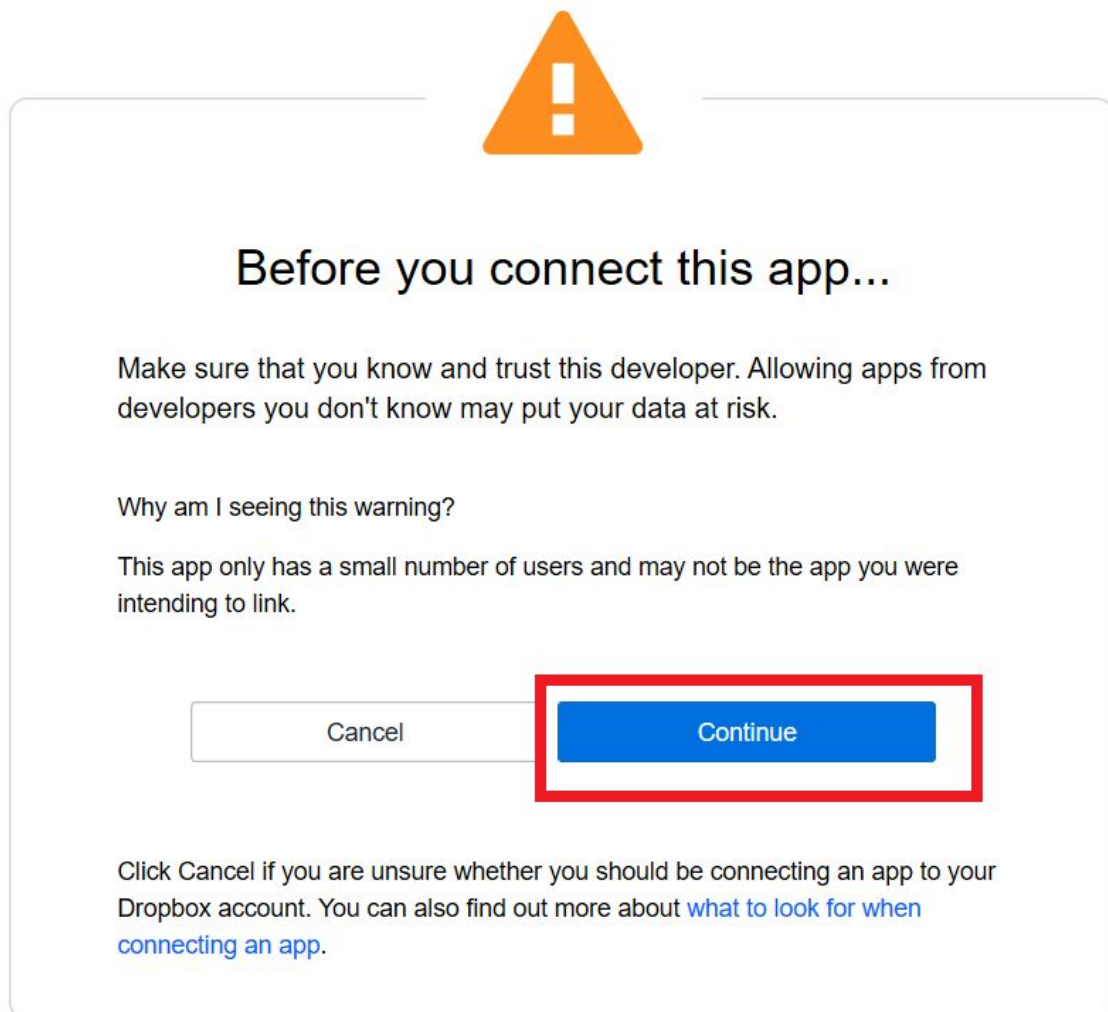 Before you connect this app...
Make sure that you know and trust this developer. Allowing apps from
developers you don't know may put your data at risk.
Why am I seeing this warning?
This app only has a small number of users and may not be the app you were
intending to link.
Cancel
Continue
Click Cancel if you are unsure whether you should be connecting an app to your
Dropbox account. You can also find out more about what to look for when
connecting an app.